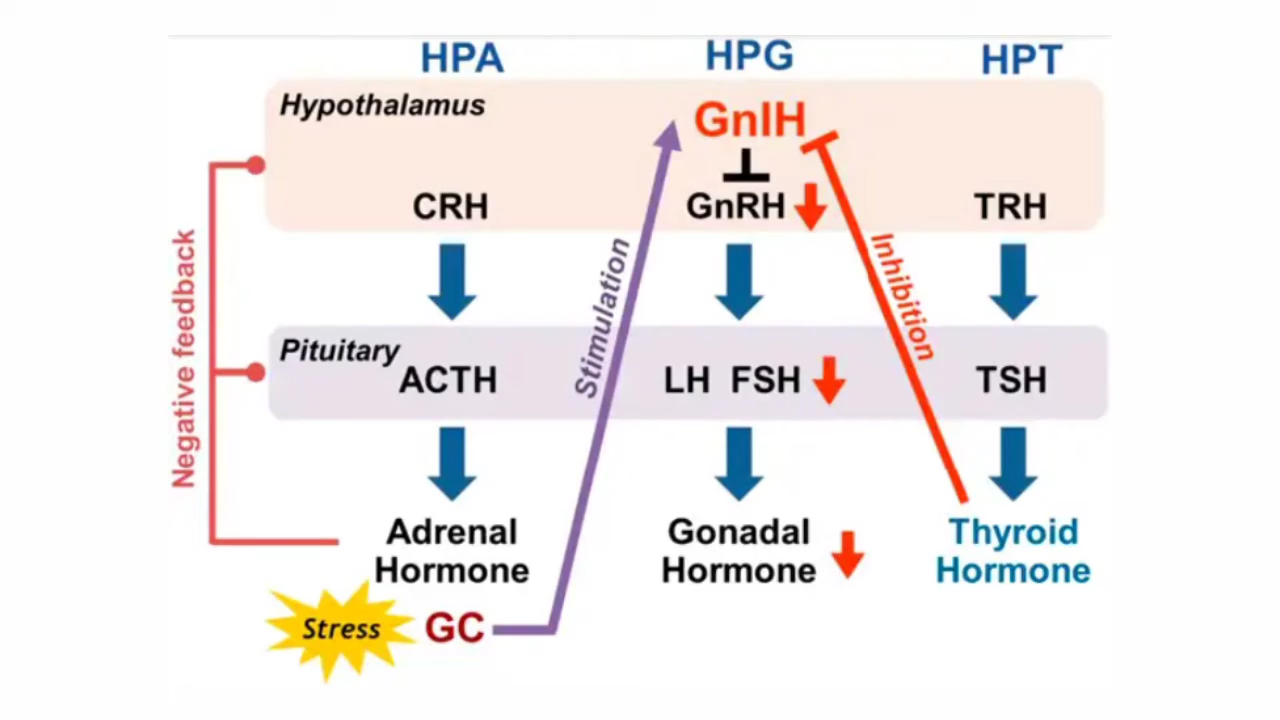 HPA HPG HPT
Hypothalamus
GnIH
CRH GnRH TRH
Negative feedback
Stimulation
Inhibition
Pituitary
ACTH LH FSH TSH
Adrenal Gonadal Thyroid
Hormone Hormone Hormone
Stress GC